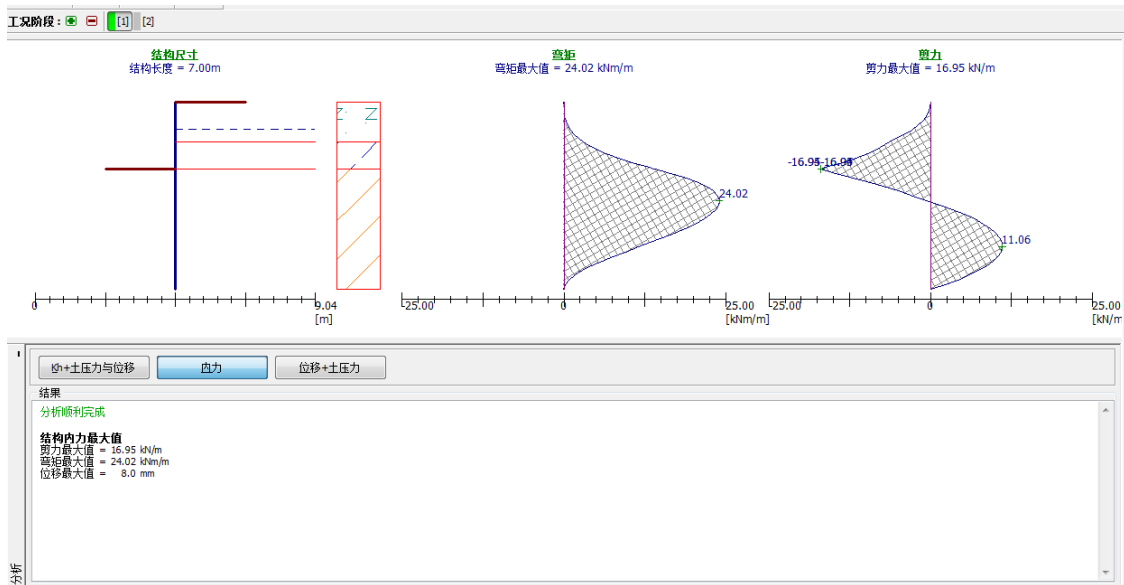 工况阶段： [1] [2]
结构尺寸
结构长度 = 7.00m
弯矩
弯矩最大值 = 24.02 kNm/m
剪力
剪力最大值 = 16.95 kN/m
-16.95
-16.95
24.02
11.06
0 9.04
[m]
-25.00 0 25.00
[kNm/m]
-25.00 0 25.00
[kN/m
Kh+土压力与位移 内力 位移+土压力
结果
分析顺利完成
结构内力最大值
剪力最大值 = 16.95 kN/m
弯矩最大值 = 24.02 kNm/m
位移最大值 = 8.0 mm
分析